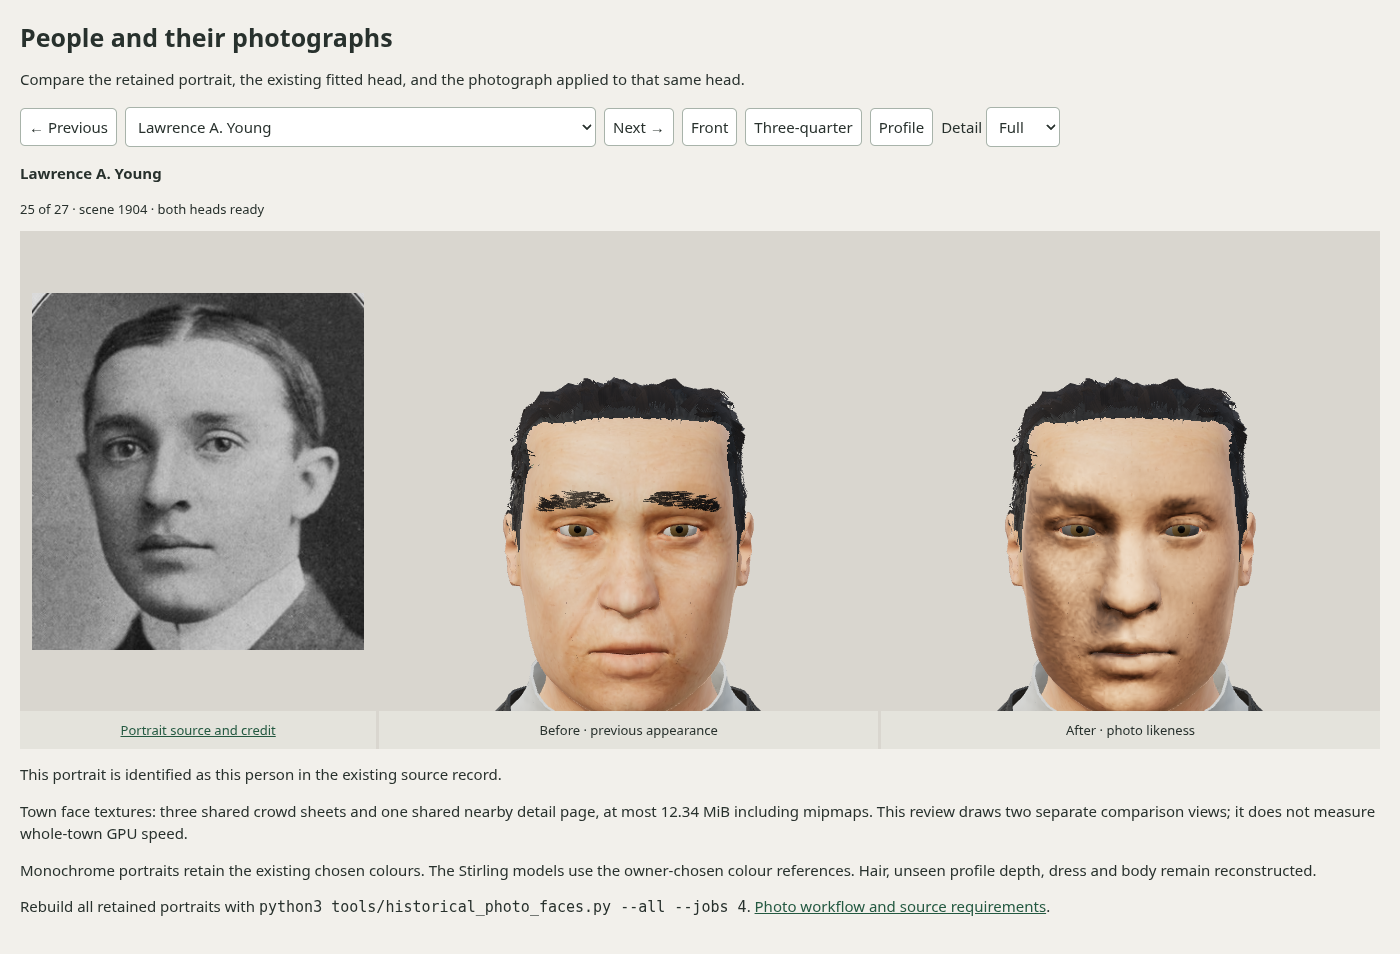 People and their photographs
Compare the retained portrait, the existing fitted head, and the photograph applied to that same head.
← Previous
Lawrence A. Young
Next →
Front
Three-quarter
Profile
Detail
Full
Lawrence A. Young
25 of 27 · scene 1904 · both heads ready
Portrait source and credit
Before · previous appearance
After · photo likeness
This portrait is identified as this person in the existing source record.
Town face textures: three shared crowd sheets and one shared nearby detail page, at most 12.34 MiB including mipmaps. This review draws two separate comparison views; it does not measure
whole-town GPU speed.
Monochrome portraits retain the existing chosen colours. The Stirling models use the owner-chosen colour references. Hair, unseen profile depth, dress and body remain reconstructed.
Rebuild all retained portraits with python3 tools/historical_photo_faces.py --all --jobs 4. Photo workflow and source requirements.